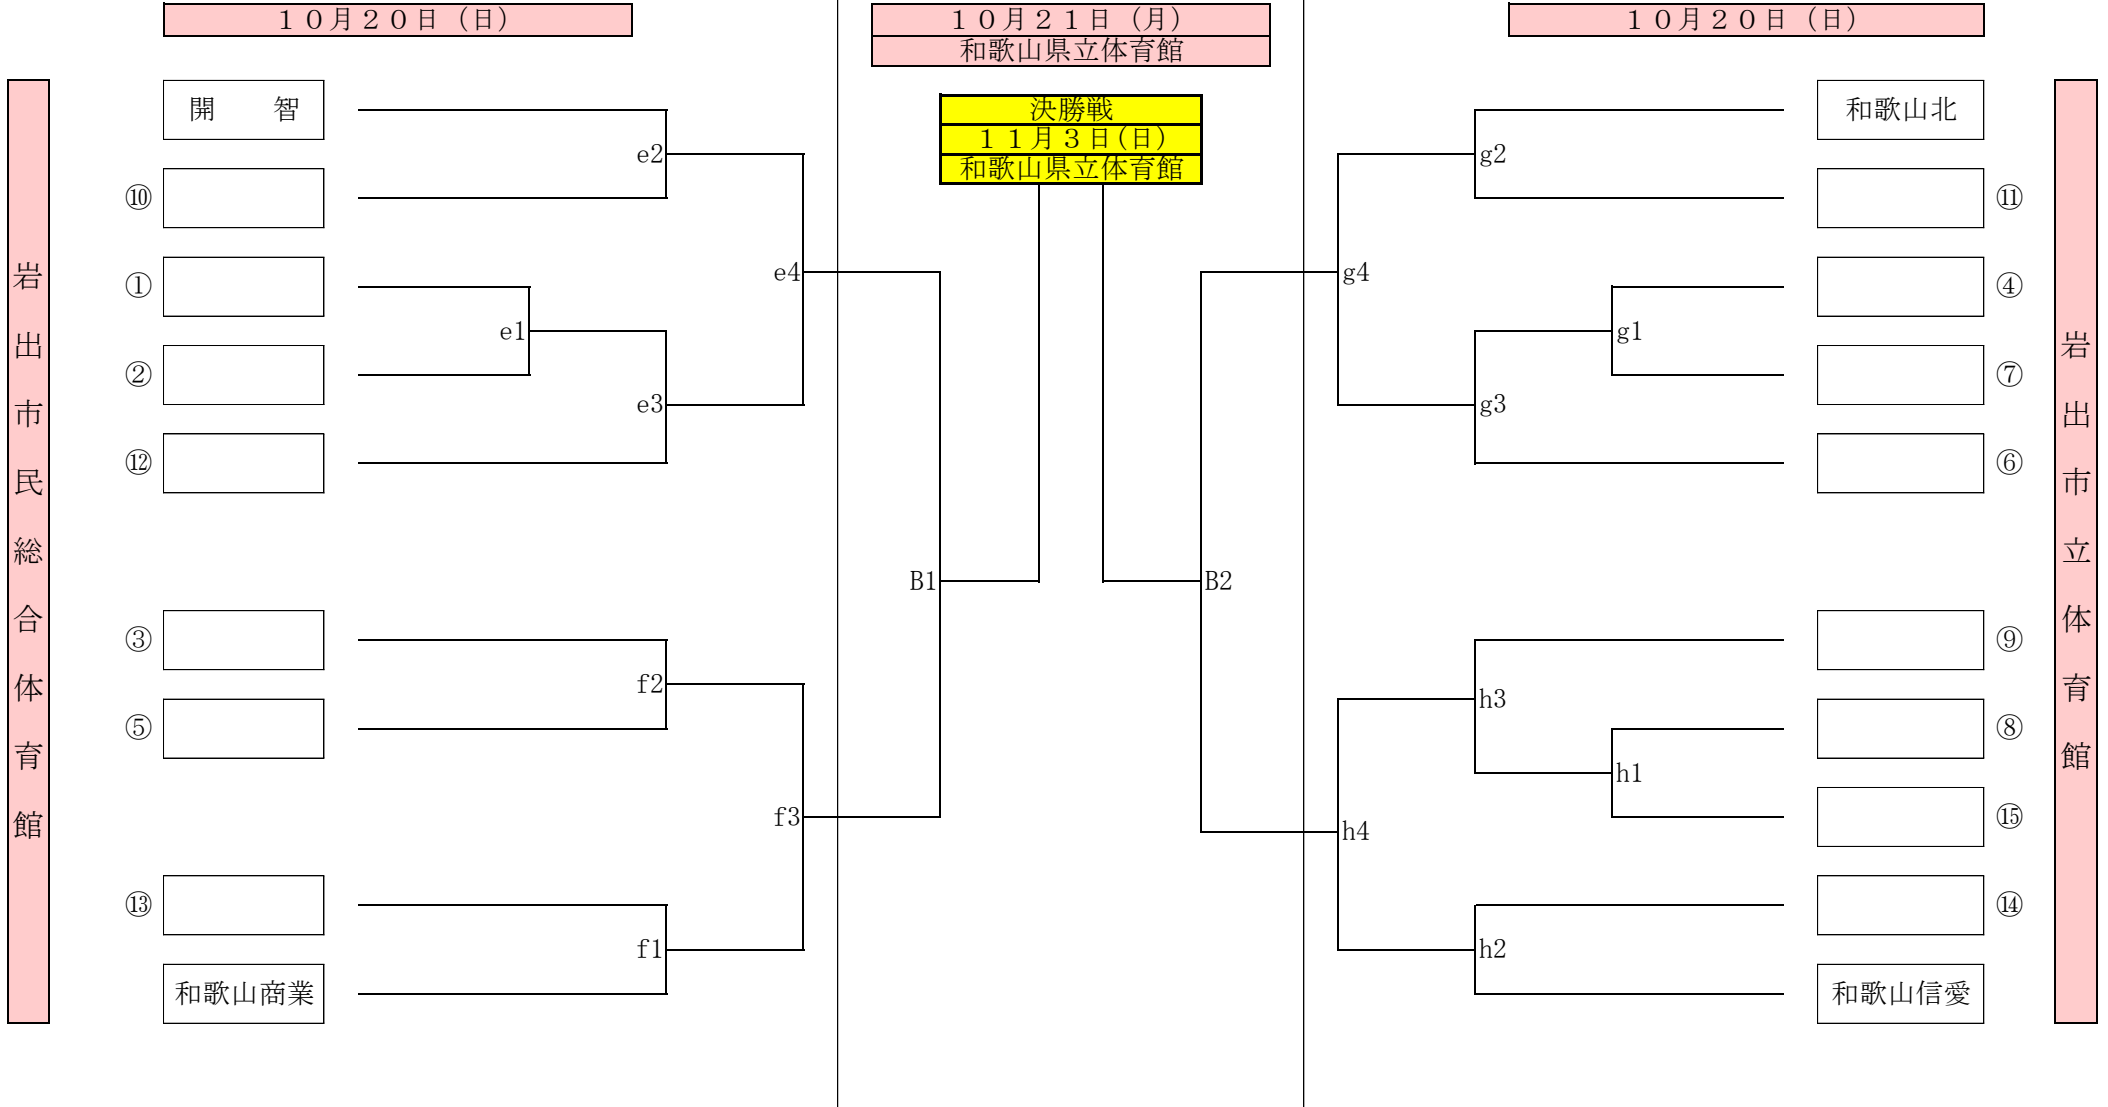 １０月２０日（日）
１０月２１日（月）
和歌山県立体育館
１０月２０日（日）
決勝戦
１１月３日(日)
和歌山県立体育館
岩出市民総合体育館
開　　智
⑩
①
②
⑫
③
⑤
⑬
和歌山商業
e2
e1
e4
e3
f2
f3
f1
B1
B2
g2
g4
g1
g3
h3
h1
h4
h2
和歌山北
⑪
④
⑦
⑥
⑨
⑧
⑮
⑭
和歌山信愛
岩出市立体育館